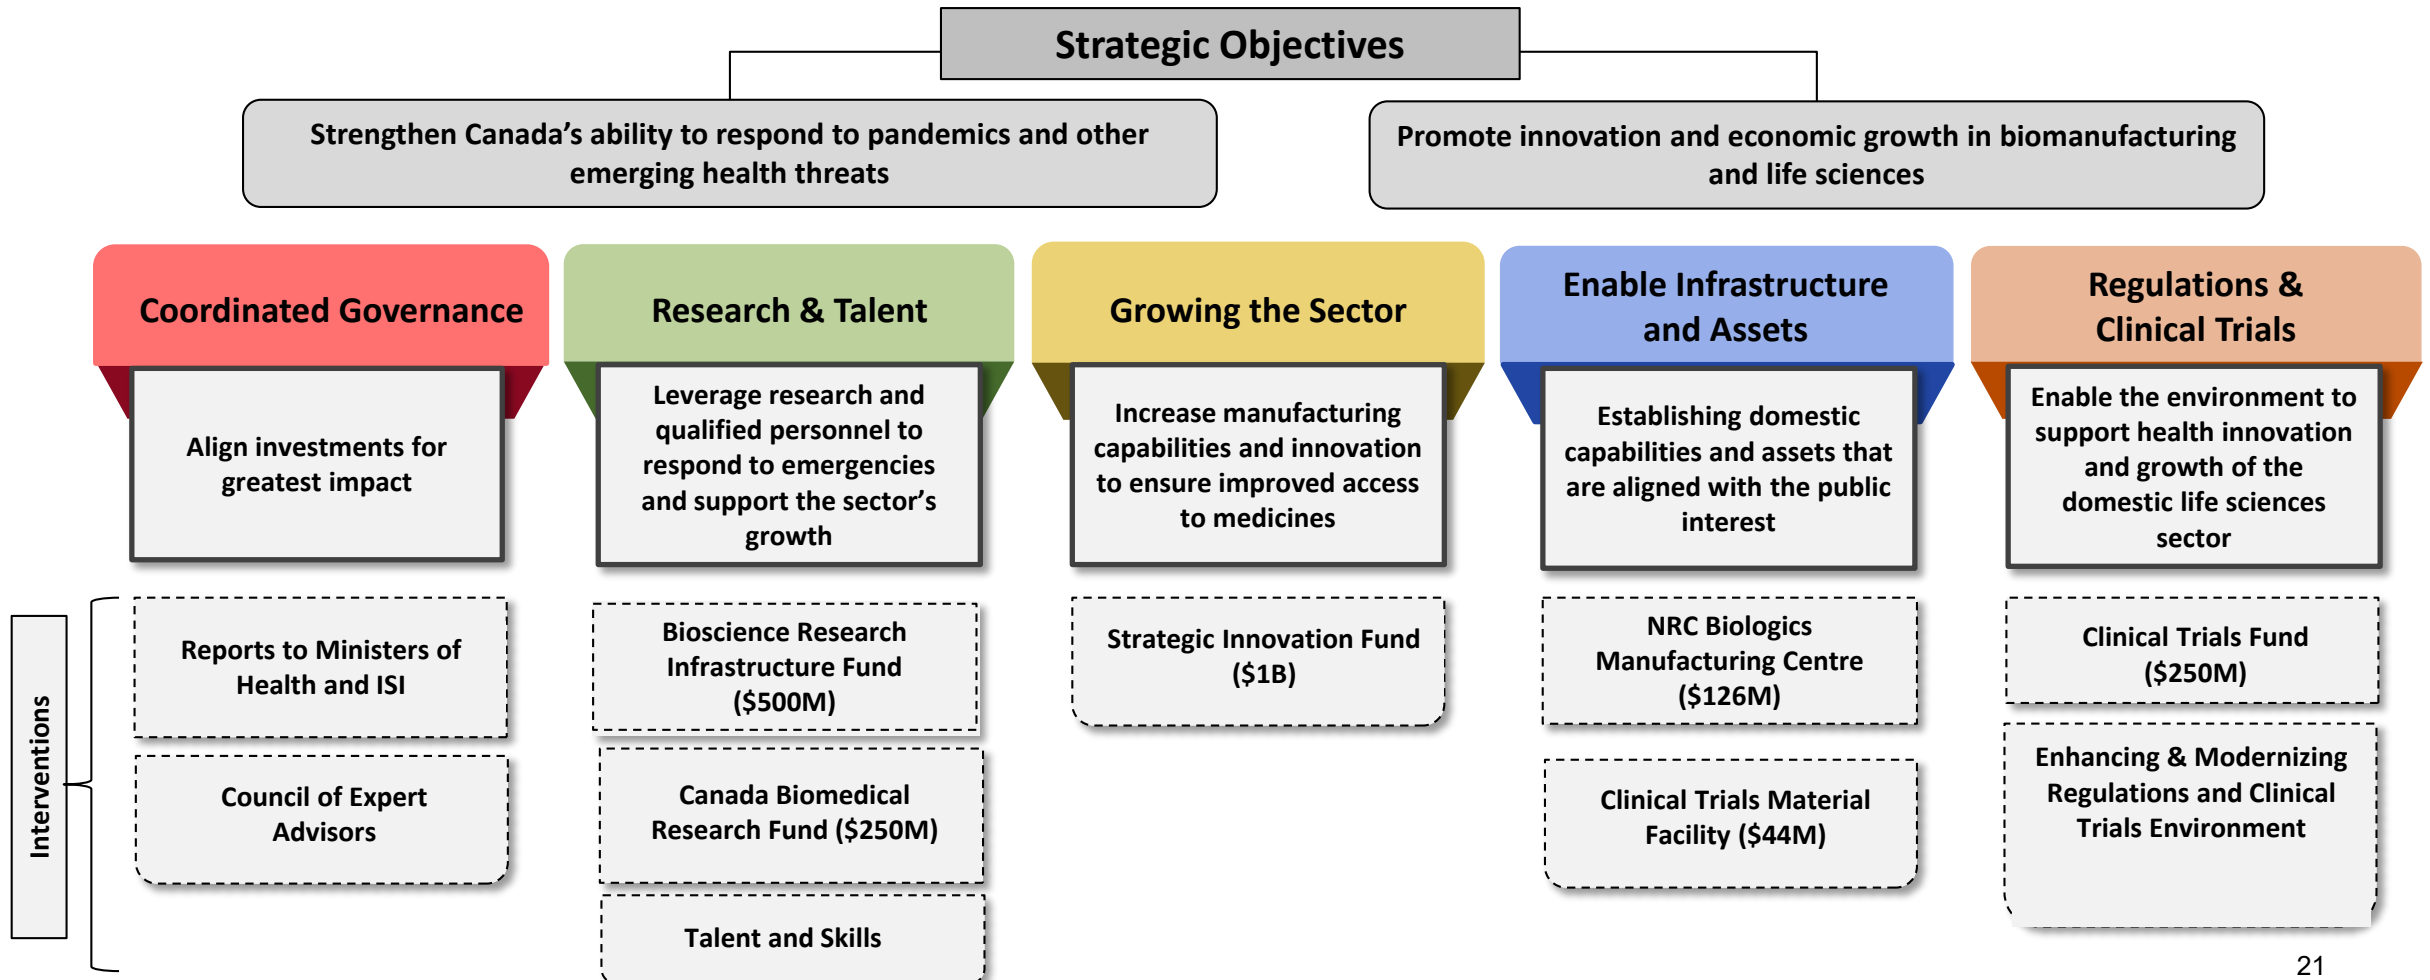 Strategic Objectives
Strengthen Canada’s ability to respond to pandemics and other
emerging health threats
Promote innovation and economic growth in biomanufacturing
and life sciences
Coordinated Governance
Align investments for
greatest impact
Reports to Ministers of
Health and ISI
Council of Expert
Advisors
Research & Talent
Leverage research and
qualified personnel to
respond to emergencies
and support the sector’s
growth
Bioscience Research
Infrastructure Fund
($500M)
Canada Biomedical
Research Fund ($250M)
Talent and Skills
Growing the Sector
Increase manufacturing
capabilities and innovation
to ensure improved access
to medicines
Strategic Innovation Fund
($1B)
Enable Infrastructure
and Assets
Establishing domestic
capabilities and assets that
are aligned with the public
interest
NRC Biologics
Manufacturing Centre
($126M)
Clinical Trials Material
Facility ($44M)
Regulations &
Clinical Trials
Enable the environment to
support health innovation
and growth of the
domestic life sciences
sector
Clinical Trials Fund
($250M)
Enhancing & Modernizing
Regulations and Clinical
Trials Environment
Interventions
21